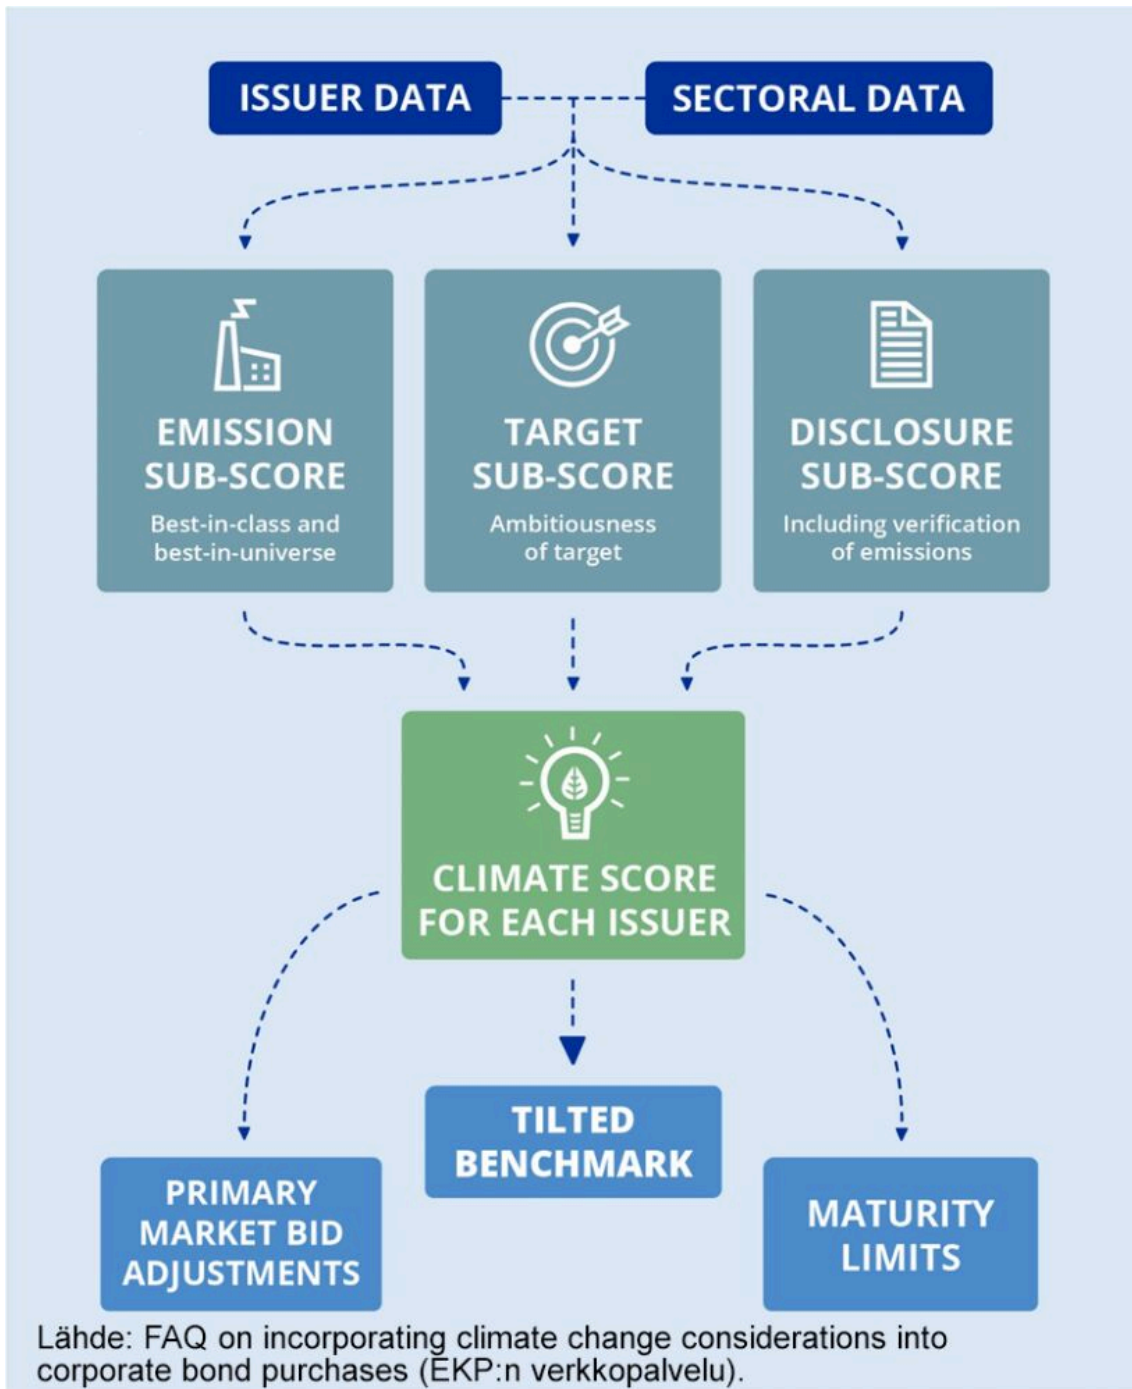 ISSUER DATA
SECTORAL DATA
EMISSION
SUB-SCORE
Best-in-class and
best-in-universe
TARGET
SUB-SCORE
Ambitiousness
of target
DISCLOSURE
SUB-SCORE
Including verification
of emissions
CLIMATE SCORE
FOR EACH ISSUER
TILTED
BENCHMARK
PRIMARY
MARKET BID
ADJUSTMENTS
MATURITY
LIMITS
Lähde: FAQ on incorporating climate change considerations into
corporate bond purchases (EKP:n verkkopalvelu).